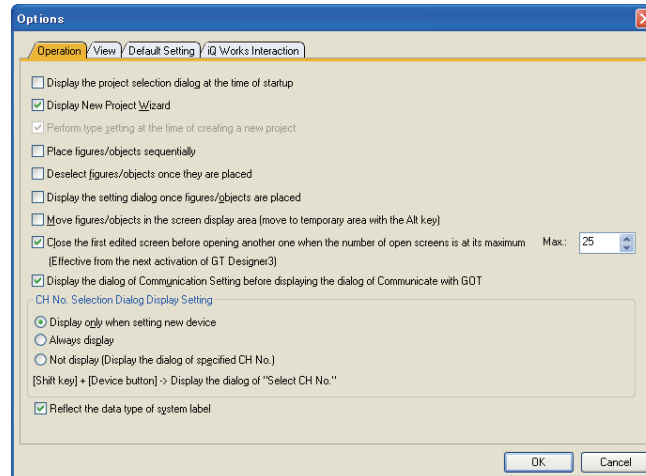 Options
Operation View Default Setting iQ Works Interaction
Display the project selection dialog at the time of startup
Display New Project Wizard
Perform type setting at the time of creating a new project
Place figures/objects sequentially
Deselect figures/objects once they are placed
Display the setting dialog once figures/objects are placed
Move figures/objects in the screen display area (move to temporary area with the Alt key)
Close the first edited screen before opening another one when the number of open screens is at its maximum Max.: 25
(Effective from the next activation of GT Designer3)
Display the dialog of Communication Setting before displaying the dialog of Communicate with GOT
CH No. Selection Dialog Display Setting
Display only when setting new device
Always display
Not display (Display the dialog of specified CH No.)
[Shift key] + [Device button] -> Display the dialog of "Select CH No."
Reflect the data type of system label
OK Cancel